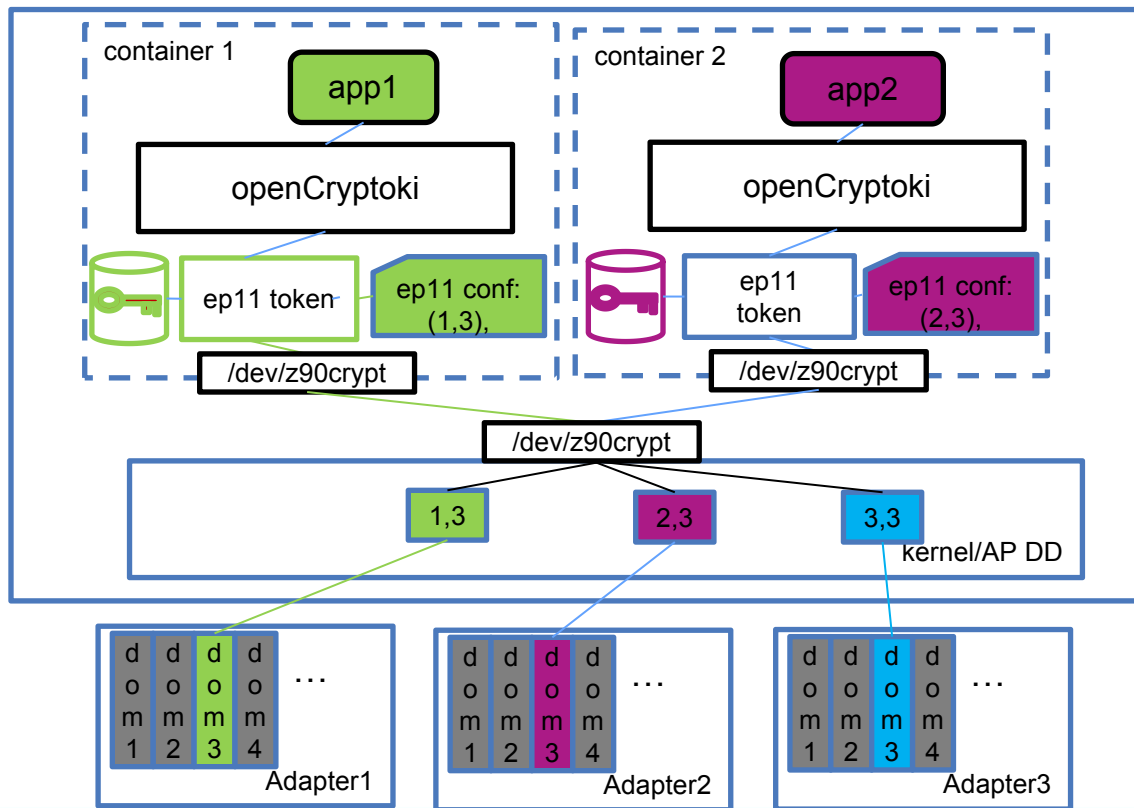 container 1
app1
openCryptoki
ep11 token
ep11 conf:
(1,3),
/dev/z90crypt
container 2
app2
openCryptoki
ep11
token
ep11 conf:
(2,3),
/dev/z90crypt
/dev/z90crypt
1,3
2,3
3,3
kernel/AP DD
d d d d
o o o o
m m m m
1 2 3 4
...
Adapter1
d d d d
o o o o
m m m m
1 2 3 4
...
Adapter2
d d d d
o o o o
m m m m
1 2 3 4
...
Adapter3